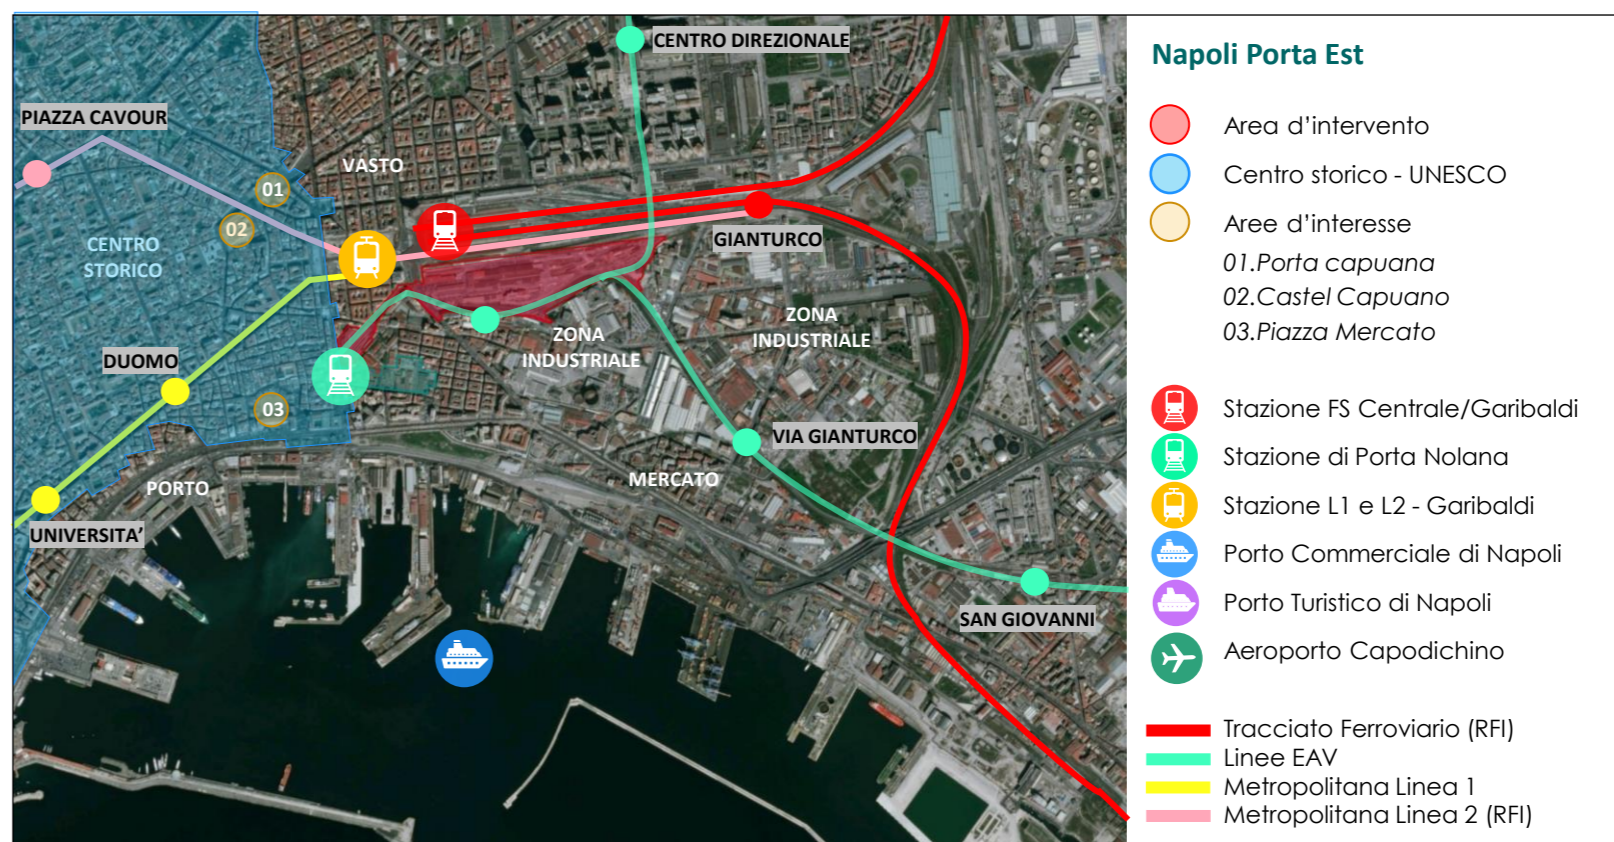 CENTRO DIREZIONALE
PIAZZA CAVOUR
VASTO
01
02
CENTRO
STORICO
GIANTURCO
ZONA
INDUSTRIALE
ZONA
INDUSTRIALE
DUOMO
03
VIA GIANTURCO
MERCATO
PORTO
UNIVERSITA'
SAN GIOVANNI
Napoli Porta Est
Area d'intervento
Centro storico - UNESCO
Aree d'interesse
01.Porta capuana
02.Castel Capuano
03.Piazza Mercato
Stazione FS Centrale/Garibaldi
Stazione di Porta Nolana
Stazione L1 e L2 - Garibaldi
Porto Commerciale di Napoli
Porto Turistico di Napoli
Aeroporto Capodichino
Tracciato Ferroviario (RFI)
Linee EAV
Metropolitana Linea 1
Metropolitana Linea 2 (RFI)